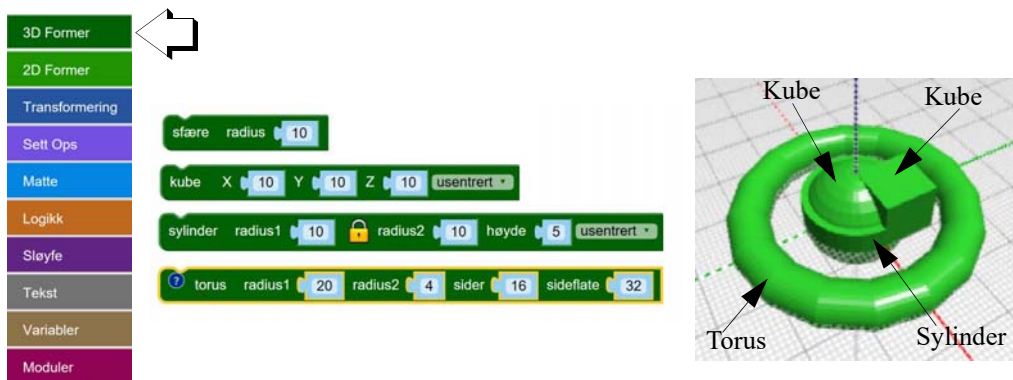 3D Former
2D Former
Transformering
Sett Ops
Matte
Logikk
Sløyfe
Tekst
Variabler
Moduler
sfære radius 10
kube X 10 Y 10 Z 10 usentrert
sylinder radius1 10 radius2 10 høyde 5 usentrert
? torus radius1 20 radius2 4 sider 16 sideflate 32
Kube
Kube
Torus
Sylinder